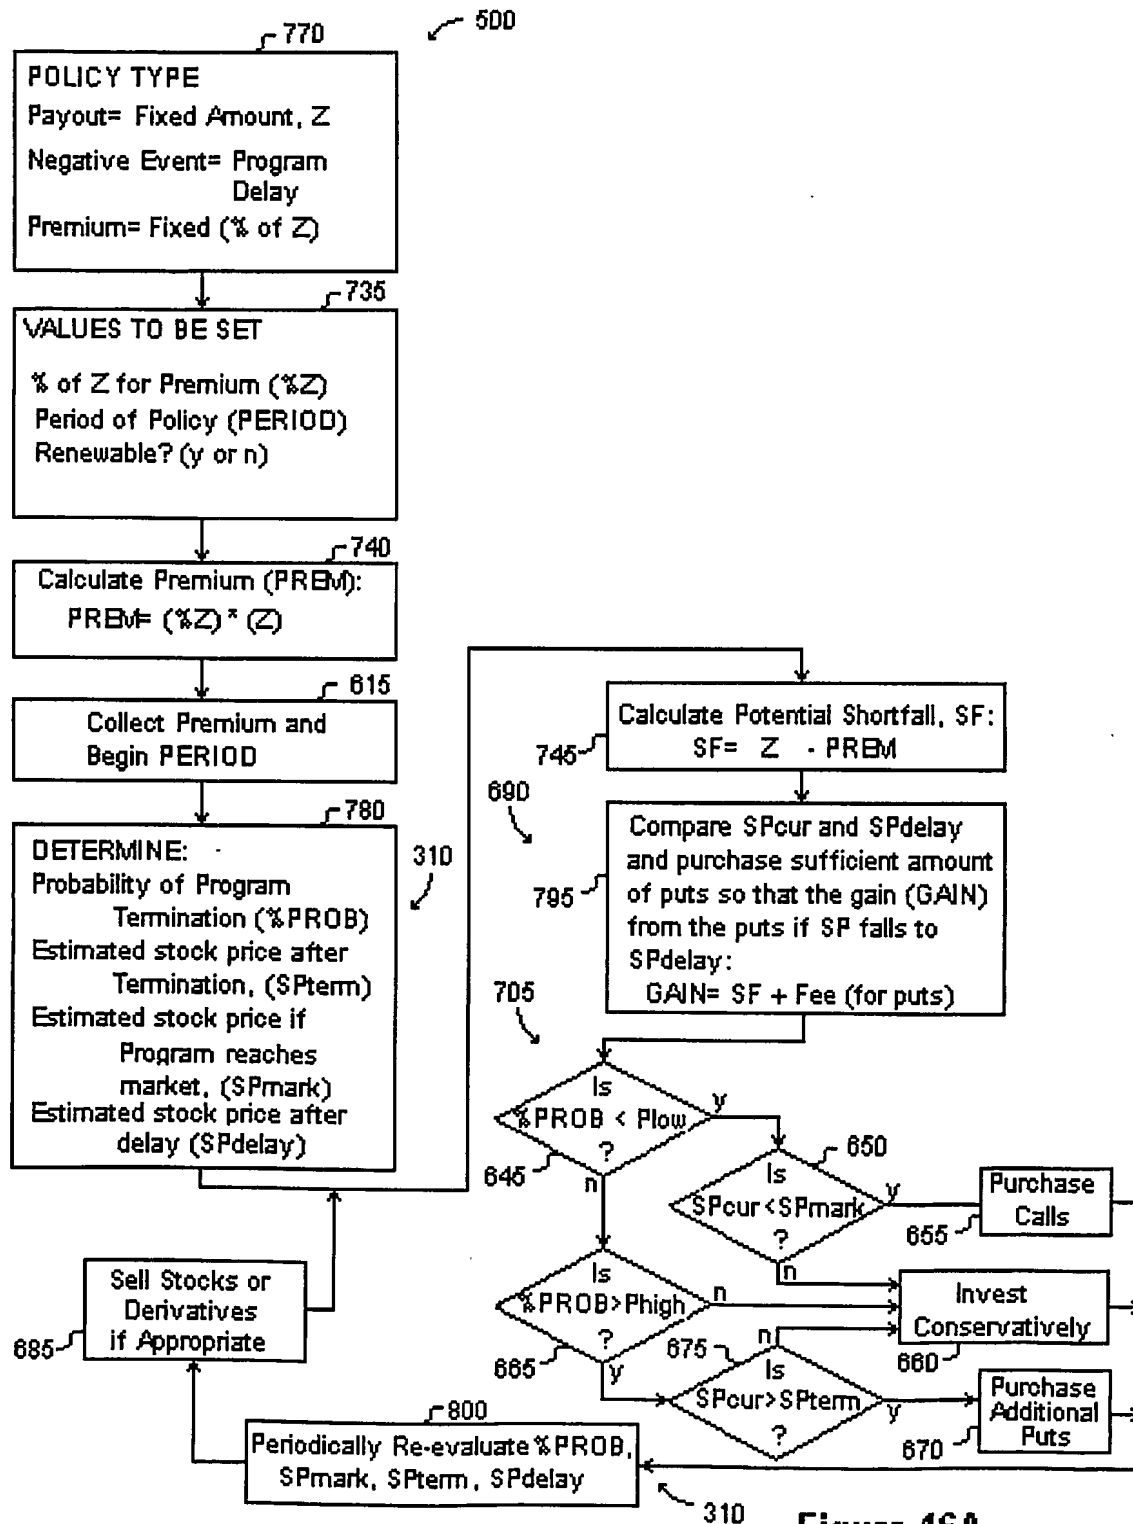 500
770
POLICY TYPE
Payout= Fixed Amount, Z
Negative Event= Program
Delay
Premium= Fixed (% of Z)
735
VALUES TO BE SET
% of Z for Premium (%Z)
Period of Policy (PERIOD)
Renewable? (y or n)
740
Calculate Premium (PREM):
PREM= (%Z) * (Z)
615
Collect Premium and
Begin PERIOD
780
DETERMINE:
Probability of Program
Termination (%PROB)
Estimated stock price after
Termination, (SPterm)
Estimated stock price if
Program reaches
market, (SPmark)
Estimated stock price after
delay (SPdelay)
310
Calculate Potential Shortfall, SF:
SF= Z - PREM
745
690
Compare SPcur and SPdelay
and purchase sufficient amount
of puts so that the gain (GAIN)
from the puts if SP falls to
SPdelay:
GAIN= SF + Fee (for puts)
795
705
Is
%PROB < Plow
?
645
y
n
650
Is
SPcur<SPmark
?
y
n
Purchase
Calls
655
Is
%PROB>Phigh
?
665
n
y
Invest
Conservatively
660
675
n
Is
SPcur>SPterm
?
y
Purchase
Additional
Puts
670
Sell Stocks or
Derivatives
if Appropriate
685
800
Periodically Re-evaluate %PROB,
SPmark, SPterm, SPdelay
310
Figure 16A